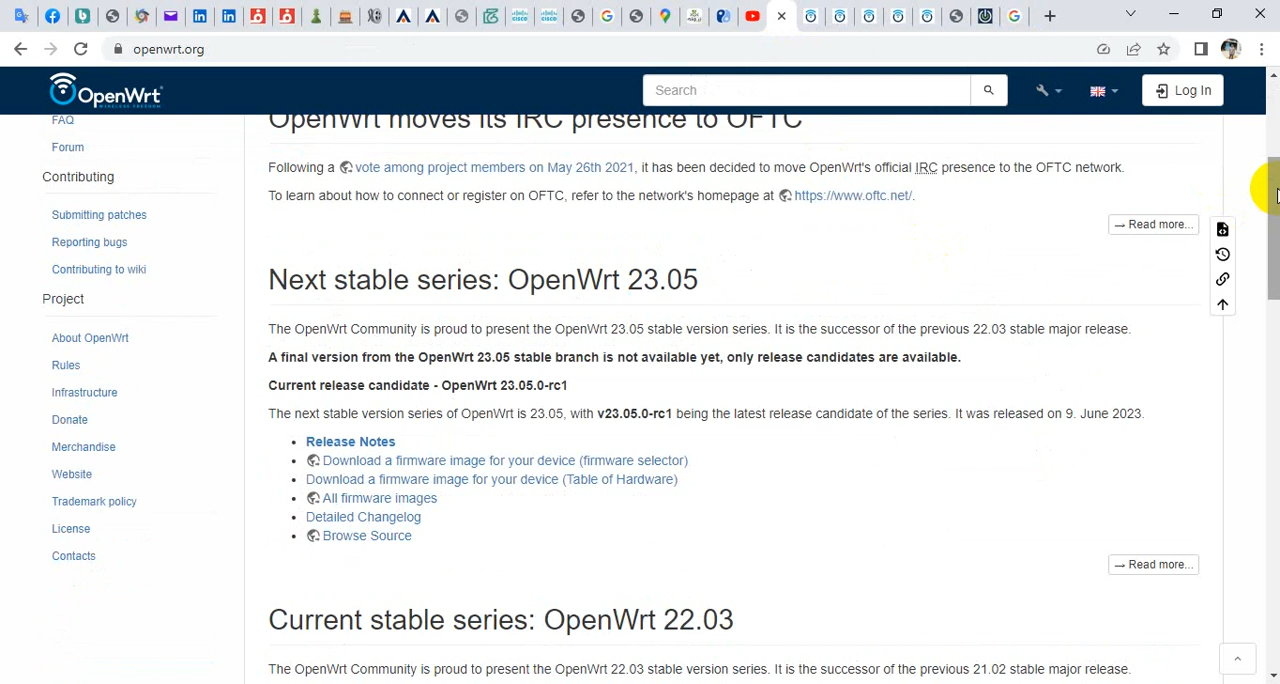 openwrt.org
OpenWrt
WIRELESS FREEDOM
Search
Log In
FAQ
Forum
Contributing
Submitting patches
Reporting bugs
Contributing to wiki
Project
About OpenWrt
Rules
Infrastructure
Donate
Merchandise
Website
Trademark policy
License
Contacts
OpenWrt moves its IRC presence to OFTC
Following a vote among project members on May 26th 2021, it has been decided to move OpenWrt's official IRC presence to the OFTC network.
To learn about how to connect or register on OFTC, refer to the network's homepage at https://www.oftc.net/.
→ Read more...
Next stable series: OpenWrt 23.05
The OpenWrt Community is proud to present the OpenWrt 23.05 stable version series. It is the successor of the previous 22.03 stable major release.
A final version from the OpenWrt 23.05 stable branch is not available yet, only release candidates are available.
Current release candidate - OpenWrt 23.05.0-rc1
The next stable version series of OpenWrt is 23.05, with v23.05.0-rc1 being the latest release candidate of the series. It was released on 9. June 2023.
• Release Notes
• Download a firmware image for your device (firmware selector)
• Download a firmware image for your device (Table of Hardware)
• All firmware images
• Detailed Changelog
• Browse Source
→ Read more...
Current stable series: OpenWrt 22.03
The OpenWrt Community is proud to present the OpenWrt 22.03 stable version series. It is the successor of the previous 21.02 stable major release.